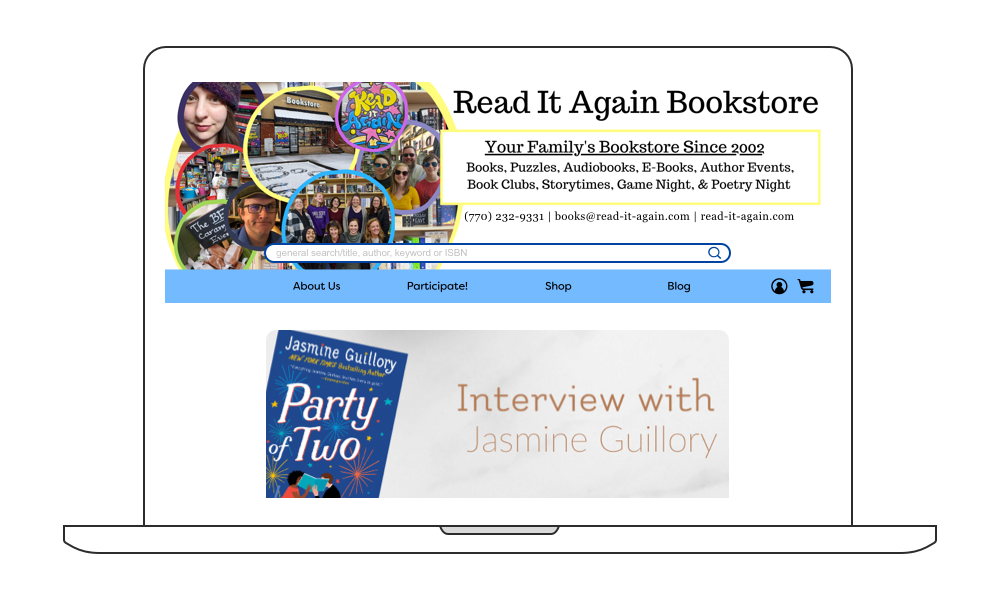 Bookstore
READ
IT
AGAIN
The BF
Caram
Read It Again Bookstore
Your Family's Bookstore Since 2002
Books, Puzzles, Audiobooks, E-Books, Author Events,
Book Clubs, Storytimes, Game Night, & Poetry Night
(770) 232-9331 | books@read-it-again.com | read-it-again.com
general search/title, author, keyword or ISBN
About Us
Participate!
Shop
Blog
Jasmine Guillory
NEW YORK TIMES Bestselling Author
Party
of Two
Interview with
Jasmine Guillory